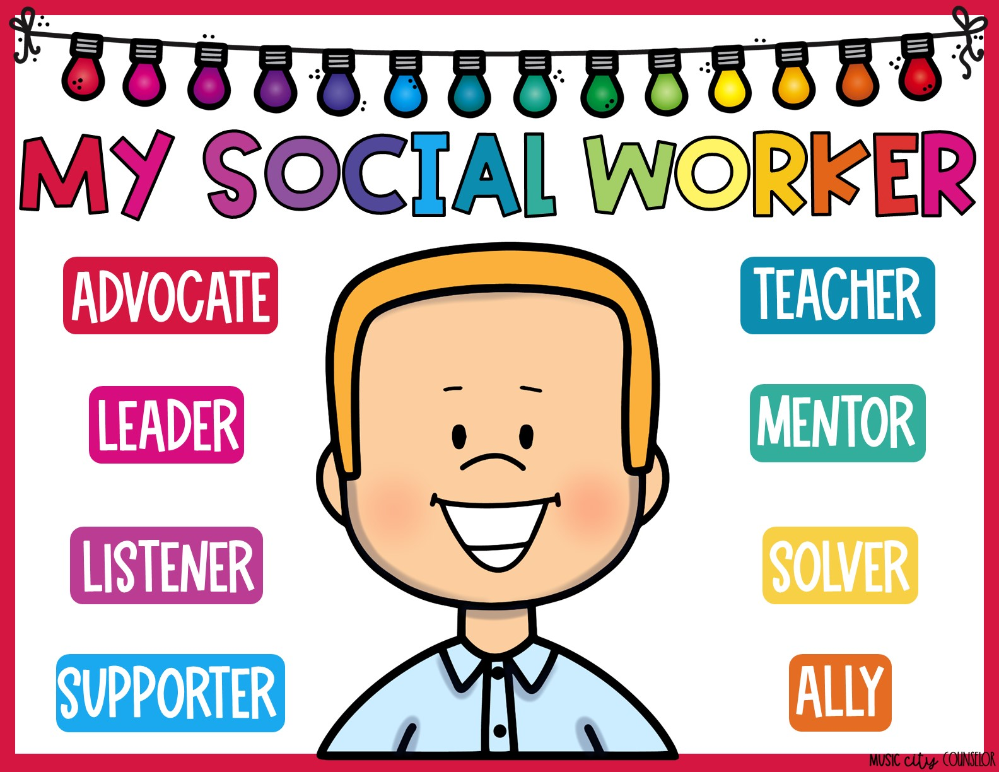 MY SOCIAL WORKER
ADVOCATE
LEADER
LISTENER
SUPPORTER
TEACHER
MENTOR
SOLVER
ALLY
MUSIC city COUNSELOR